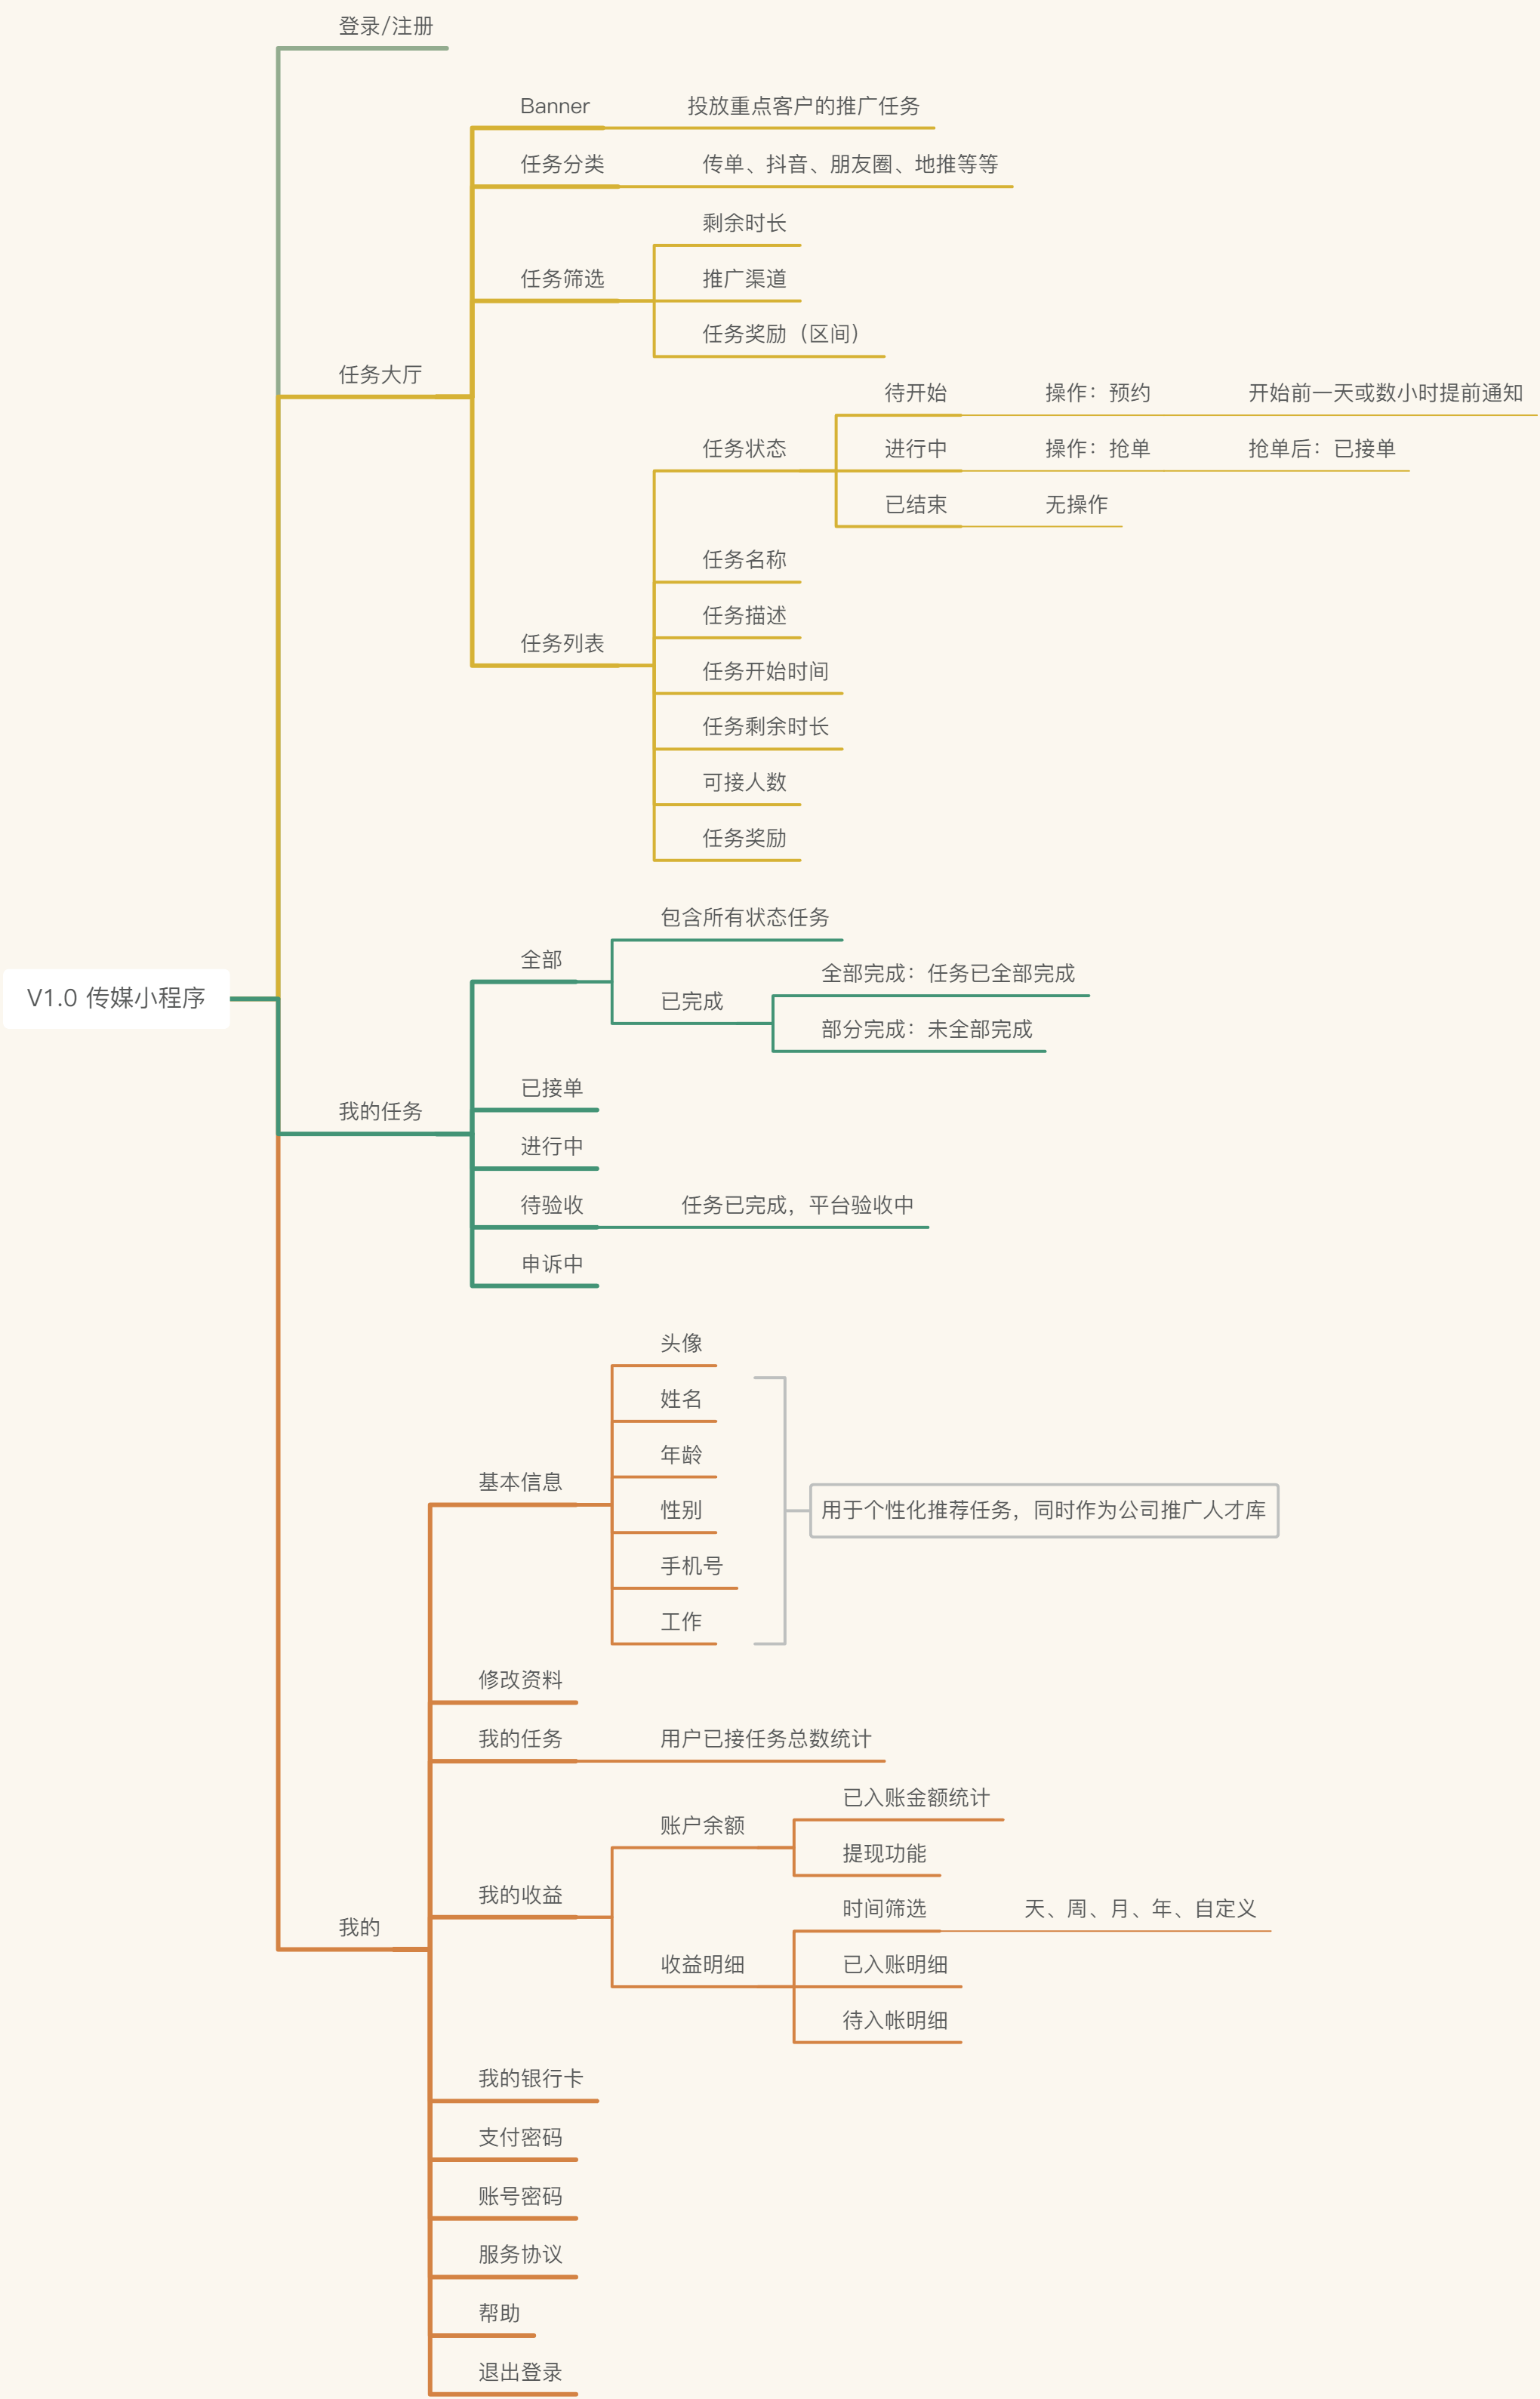 登录/注册
Banner
投放重点客户的推广任务
任务分类
传单、抖音、朋友圈、地推等等
剩余时长
任务筛选
推广渠道
任务奖励（区间）
任务大厅
待开始
操作：预约
开始前一天或数小时提前通知
任务状态
进行中
操作：抢单
抢单后：已接单
已结束
无操作
任务名称
任务描述
任务列表
任务开始时间
任务剩余时长
可接人数
任务奖励
包含所有状态任务
全部
全部完成：任务已全部完成
已完成
部分完成：未全部完成
V1.0 传媒小程序
已接单
我的任务
进行中
待验收
任务已完成，平台验收中
申诉中
头像
姓名
年龄
基本信息
性别
用于个性化推荐任务，同时作为公司推广人才库
手机号
工作
修改资料
我的任务
用户已接任务总数统计
已入账金额统计
账户余额
提现功能
我的收益
时间筛选
天、周、月、年、自定义
我的
收益明细
已入账明细
待入帐明细
我的银行卡
支付密码
账号密码
服务协议
帮助
退出登录